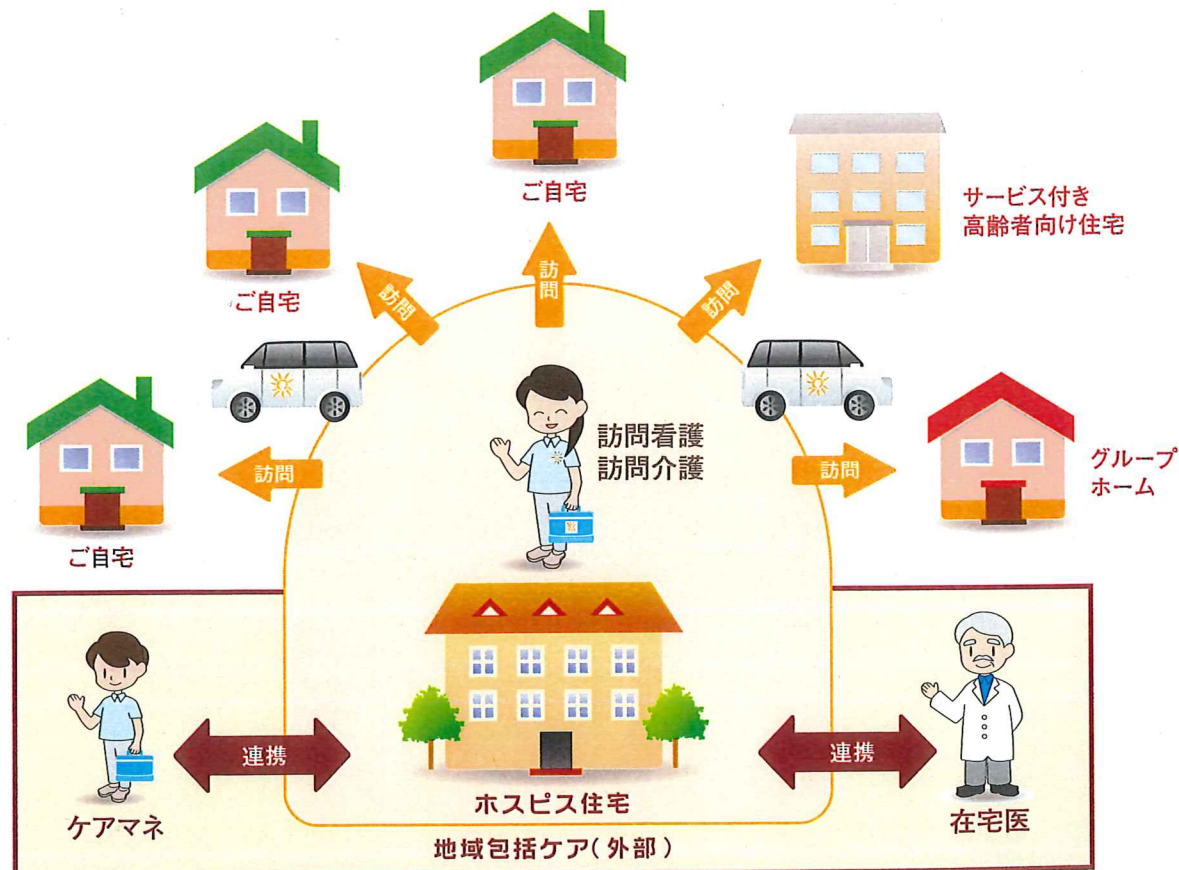 ご自宅
ご自宅
サービス付き
高齢者向け住宅
訪問
訪問
訪問
訪問看護
訪問介護
訪問
訪問
グループ
ホーム
ご自宅
連携
連携
ケアマネ
ホスピス住宅
在宅医
地域包括ケア(外部)